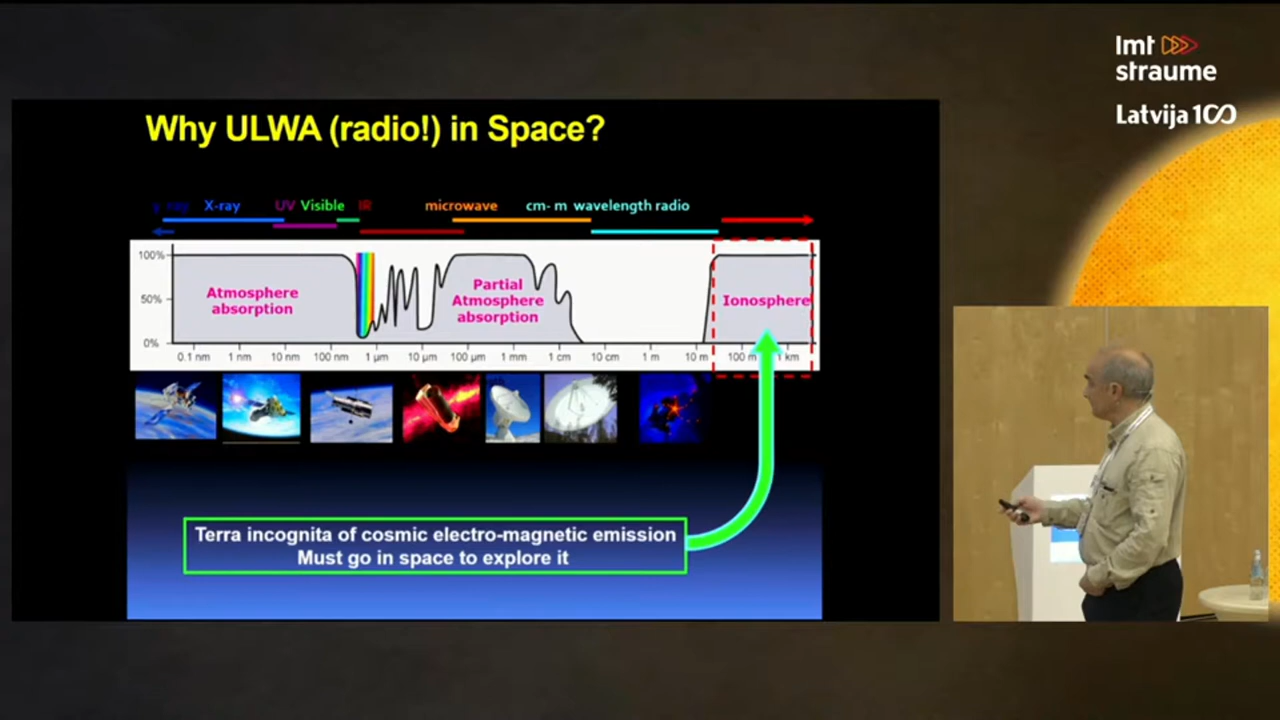 lmt
straume
Latvija 100
Why ULWA (radio!) in Space?
γ-ray X-ray UV Visible IR microwave cm- m wavelength radio
100%
50%
0%
Atmosphere
absorption
Partial
Atmosphere
absorption
Ionosphere
0.1 nm 1 nm 10 nm 100 nm 1 μm 10 μm 100 μm 1 mm 1 cm 10 cm 1 m 10 m 100 m 1 km
Terra incognita of cosmic electro-magnetic emission
Must go in space to explore it